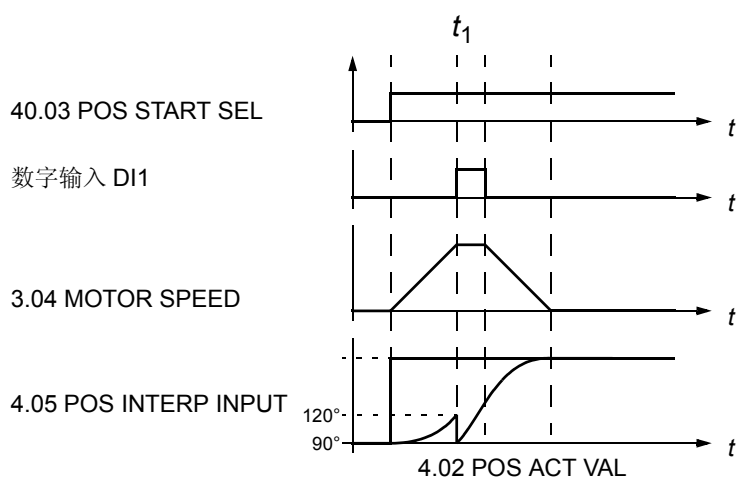 t1
40.03 POS START SEL
t
数字输入 DI1
t
3.04 MOTOR SPEED
t
4.05 POS INTERP INPUT
120°
90°
t
4.02 POS ACT VAL